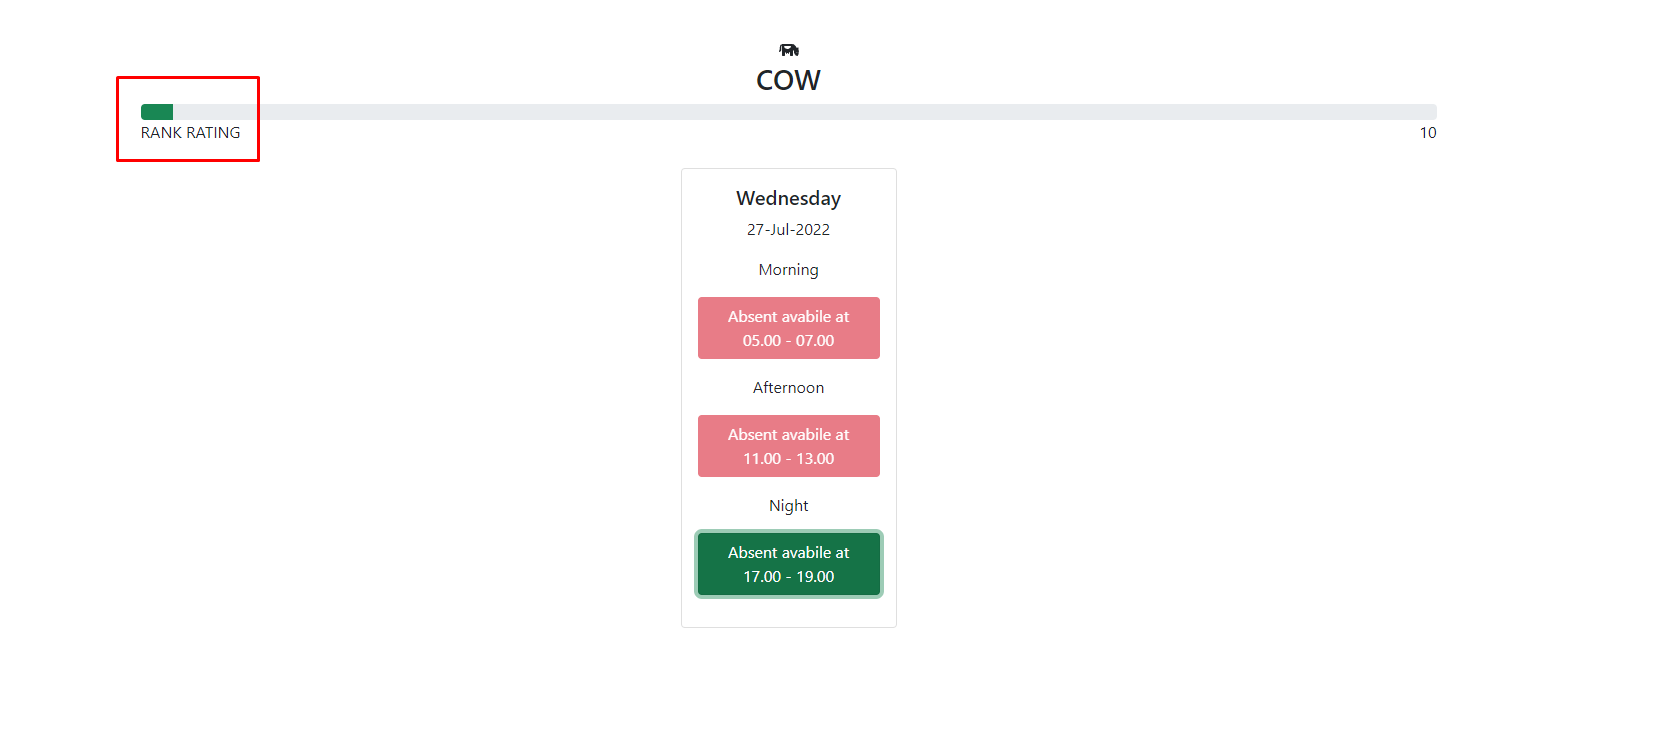 COW
RANK RATING 10
Wednesday
27-Jul-2022
Morning
Absent avabile at
05.00 - 07.00
Afternoon
Absent avabile at
11.00 - 13.00
Night
Absent avabile at
17.00 - 19.00